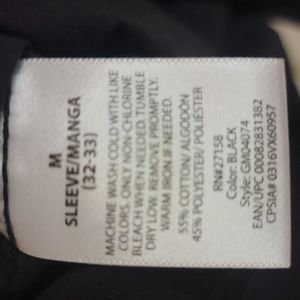 M
SLEEVE/MANGA
(32-33)
MACHINE WASH COLD WITH LIKE
COLORS. ONLY NON-CHLORINE
BLEACH WHEN NEEDED TUMBLE
DRY LOW. REMOVE PROMPTLY.
WARM IRON IF NEEDED.
55% COTTON/ ALGODÓN
45% POLYESTER/ POLIÉSTER
RN#27158
Color: BLACK
Style: GM04074
EAN/UPC 00082831382
CPSIA# 0316VX60957